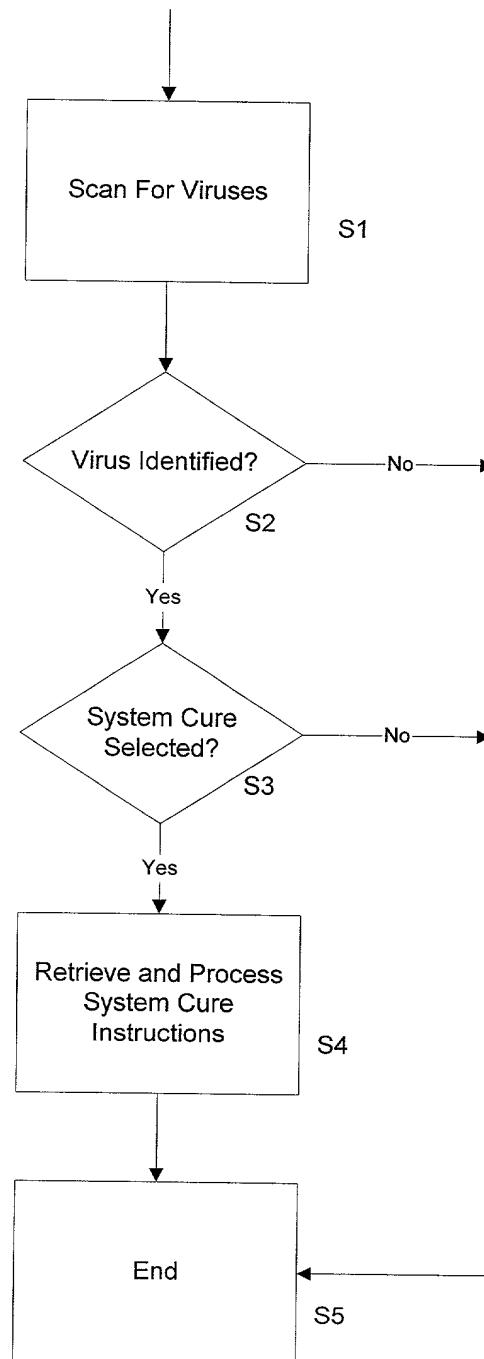 Scan For Viruses
S1
Virus Identified?
No
S2
Yes
System Cure
Selected?
No
S3
Yes
Retrieve and Process
System Cure
Instructions
S4
End
S5